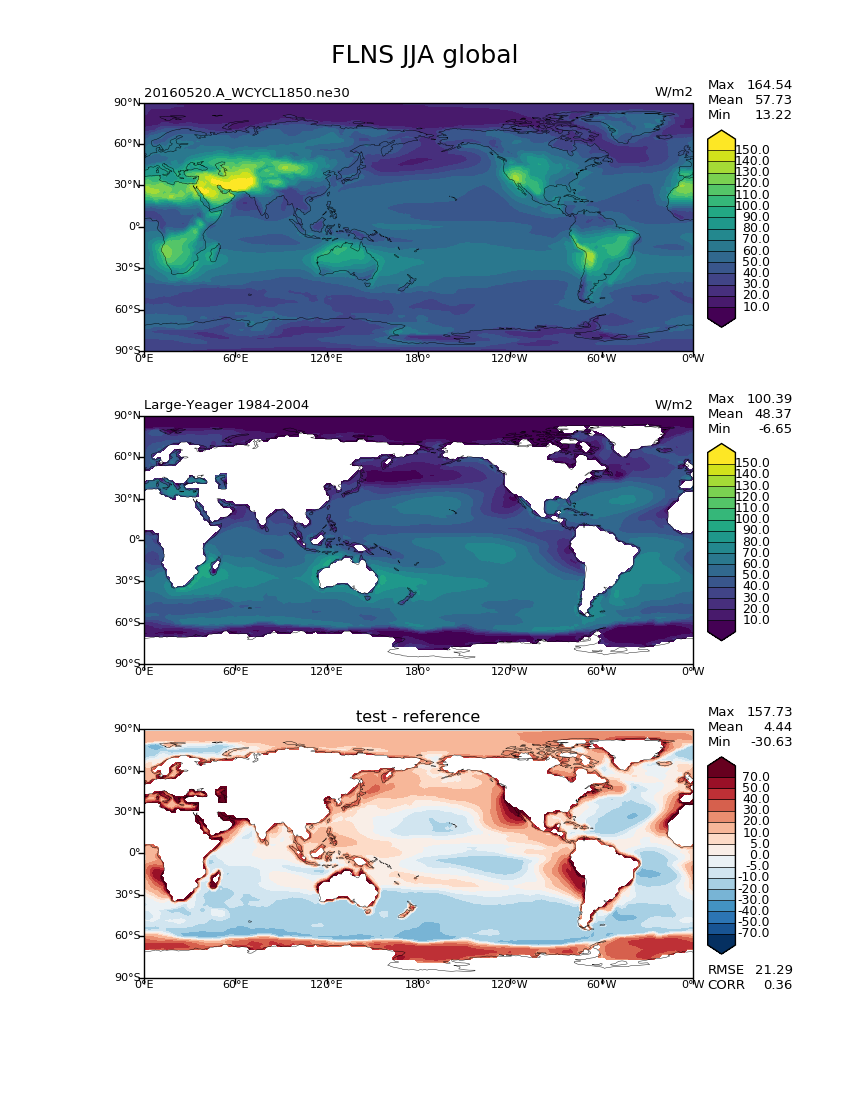 FLNS JJA global
20160520.A_WCYCL1850.ne30 W/m2
Max 164.54
Mean 57.73
Min 13.22
90°N
60°N
30°N
0°
30°S
60°S
90°S
0°E 60°E 120°E 180° 120°W 60°W 0°W
150.0
140.0
130.0
120.0
110.0
100.0
90.0
80.0
70.0
60.0
50.0
40.0
30.0
20.0
10.0
Large-Yeager 1984-2004 W/m2
Max 100.39
Mean 48.37
Min -6.65
90°N
60°N
30°N
0°
30°S
60°S
90°S
0°E 60°E 120°E 180° 120°W 60°W 0°W
150.0
140.0
130.0
120.0
110.0
100.0
90.0
80.0
70.0
60.0
50.0
40.0
30.0
20.0
10.0
test - reference
Max 157.73
Mean 4.44
Min -30.63
90°N
60°N
30°N
0°
30°S
60°S
90°S
0°E 60°E 120°E 180° 120°W 60°W 0°W
70.0
50.0
40.0
30.0
20.0
10.0
5.0
0.0
-5.0
-10.0
-20.0
-30.0
-40.0
-50.0
-70.0
RMSE 21.29
CORR 0.36